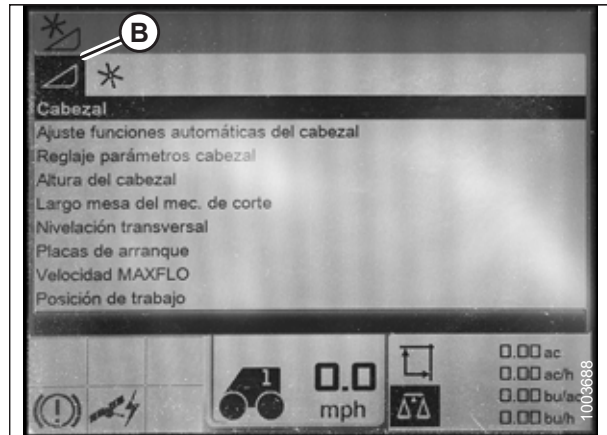 B
Cabezal
Ajuste funciones automáticas del cabezal
Reglaje parámetros cabezal
Altura del cabezal
Largo mesa del mec. de corte
Nivelación transversal
Placas de arranque
Velocidad MAXFLO
Posición de trabajo
1
0.0
mph
0.00 ac
0.00 ac/h
0.00 bu/ac
0.00 bu/h
1003688